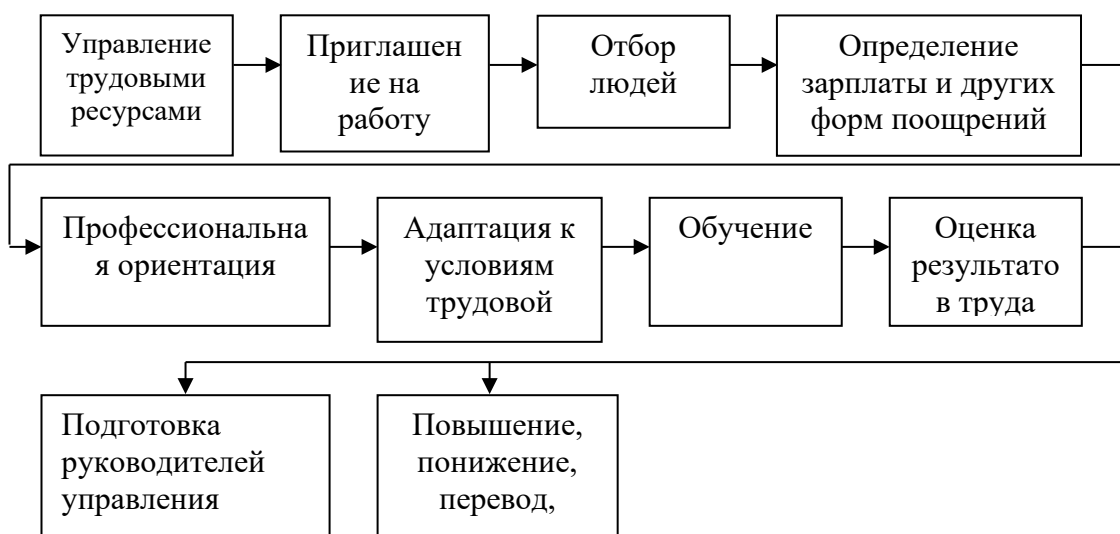 Управление
трудовыми
ресурсами
Приглашен
ие на
работу
Отбор
людей
Определение
зарплаты и других
форм поощрений
Профессиональна
я ориентация
Адаптация к
условиям
трудовой
Обучение
Оценка
результато
в труда
Подготовка
руководителей
управления
Повышение,
понижение,
перевод,